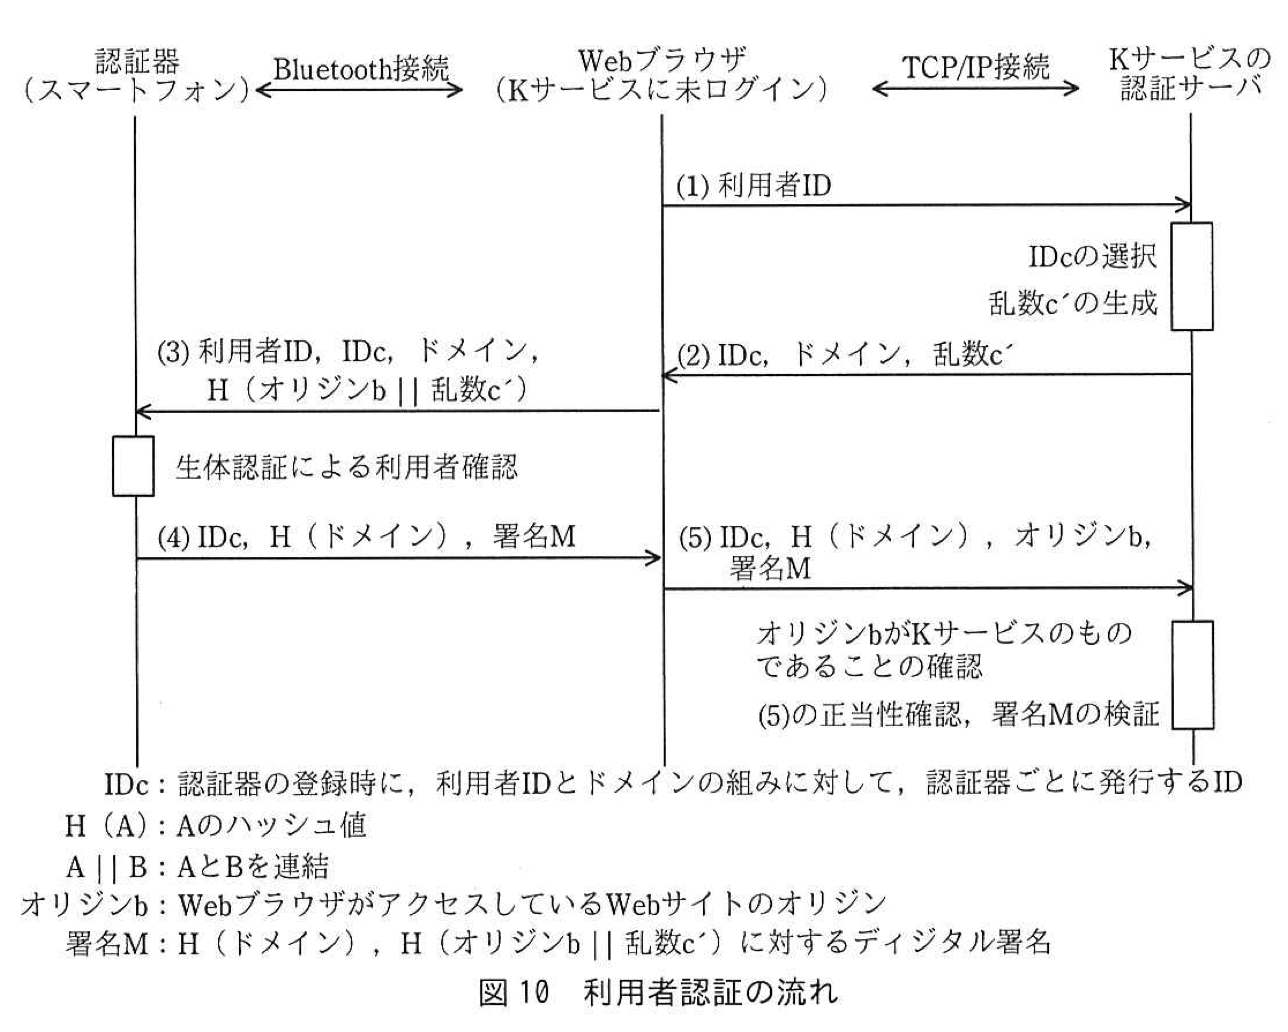 認証器
（スマートフォン）
Bluetooth接続
Webブラウザ
（Kサービスに未ログイン）
TCP/IP接続
Kサービスの
認証サーバ
(1) 利用者ID
IDcの選択
乱数c´の生成
(2) IDc，ドメイン，乱数c´
(3) 利用者ID，IDc，ドメイン，
H（オリジンb || 乱数c´）
生体認証による利用者確認
(4) IDc，H（ドメイン），署名M
(5) IDc，H（ドメイン），オリジンb，
署名M
オリジンbがKサービスのもの
であることの確認
(5)の正当性確認，署名Mの検証
IDc：認証器の登録時に，利用者IDとドメインの組みに対して，認証器ごとに発行するID
H（A）：Aのハッシュ値
A || B：AとBを連結
オリジンb：WebブラウザがアクセスしているWebサイトのオリジン
署名M：H（ドメイン），H（オリジンb || 乱数c´）に対するディジタル署名
図 10　利用者認証の流れ